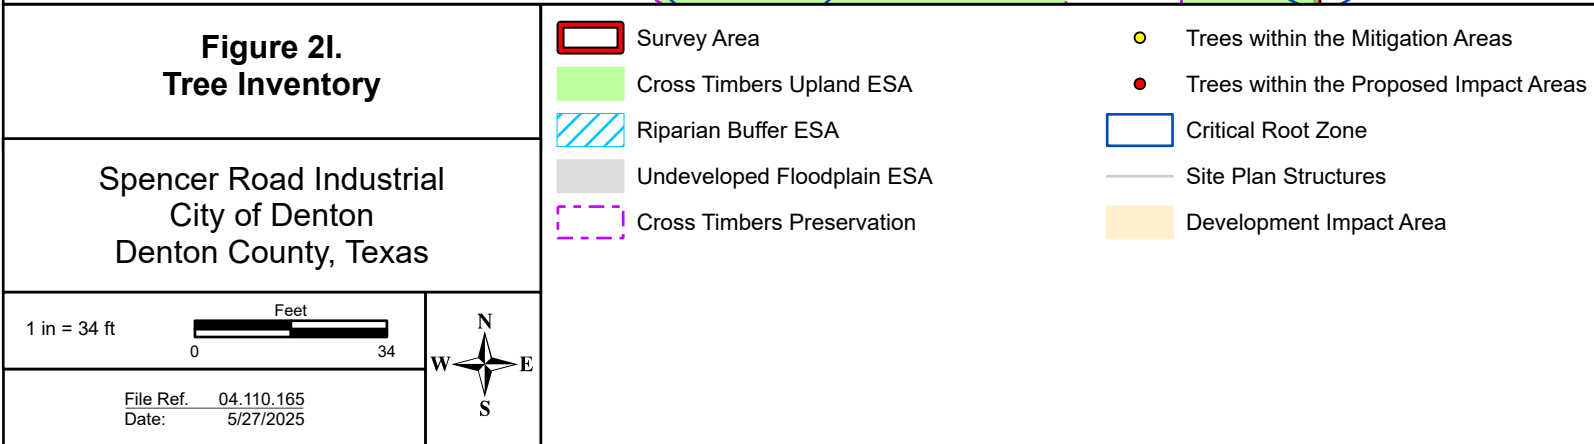 Figure 2I.
Tree Inventory
Spencer Road Industrial
City of Denton
Denton County, Texas
1 in = 34 ft
Feet
0 34
N
W E
S
File Ref. 04.110.165
Date: 5/27/2025
Survey Area
Cross Timbers Upland ESA
Riparian Buffer ESA
Undeveloped Floodplain ESA
Cross Timbers Preservation
Trees within the Mitigation Areas
Trees within the Proposed Impact Areas
Critical Root Zone
Site Plan Structures
Development Impact Area